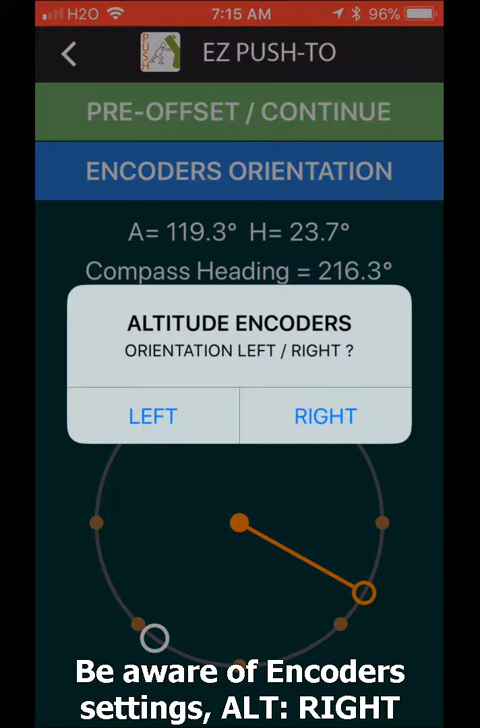 H2O 7:15 AM 96%
PUSH
EZ PUSH-TO
PRE-OFFSET / CONTINUE
ENCODERS ORIENTATION
A= 119.3° H= 23.7°
Compass Heading = 216.3°
ALTITUDE ENCODERS
ORIENTATION LEFT / RIGHT ?
LEFT RIGHT
Be aware of Encoders
settings, ALT: RIGHT